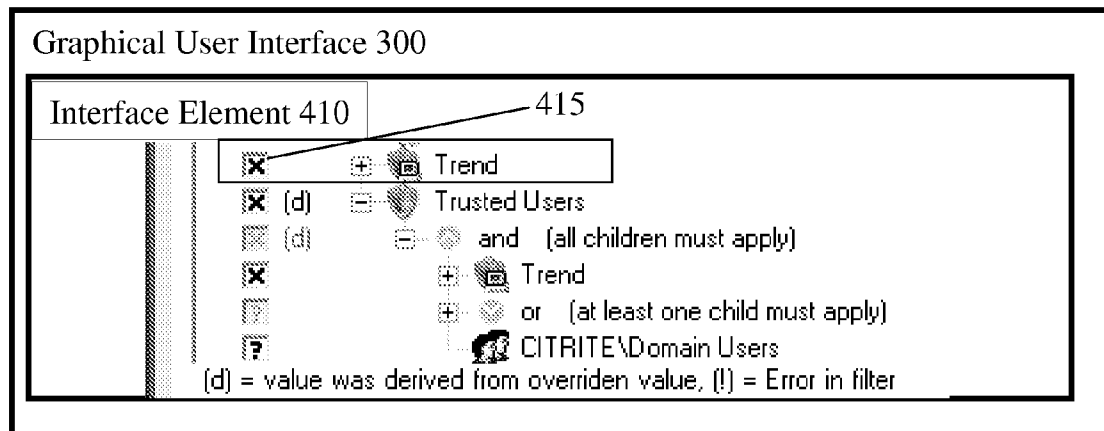 Graphical User Interface 300
Interface Element 410
415
Trend
(d) Trusted Users
(d) and (all children must apply)
Trend
? or (at least one child must apply)
? CITRITE\Domain Users
(d) = value was derived from overriden value, (!) = Error in filter